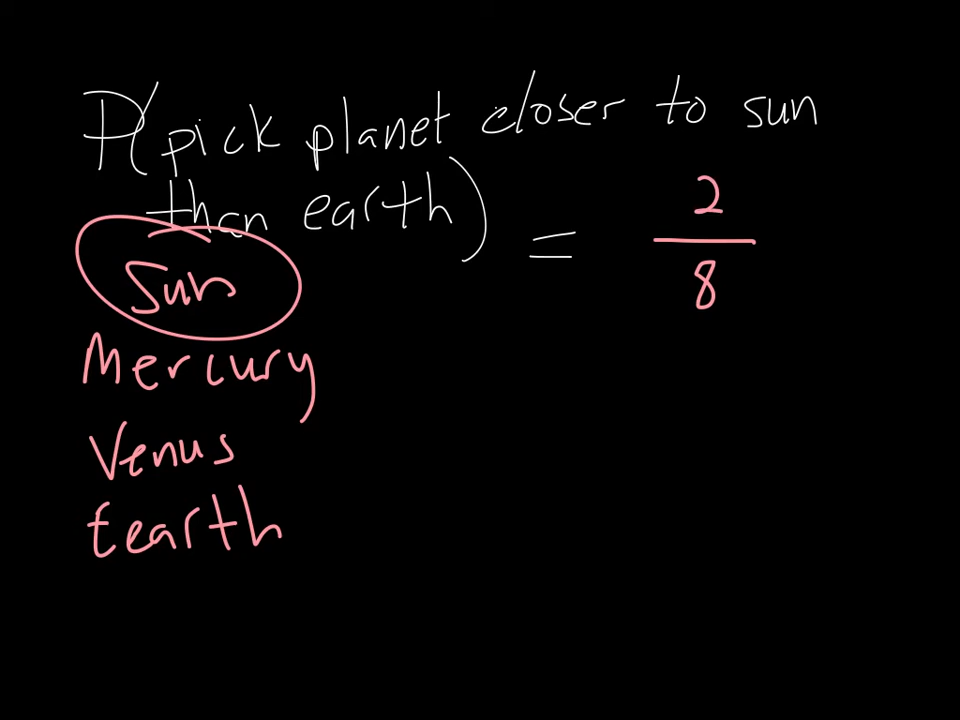 P(pick planet closer to sun
than earth) = 2/8
Sun
Mercury
Venus
Earth